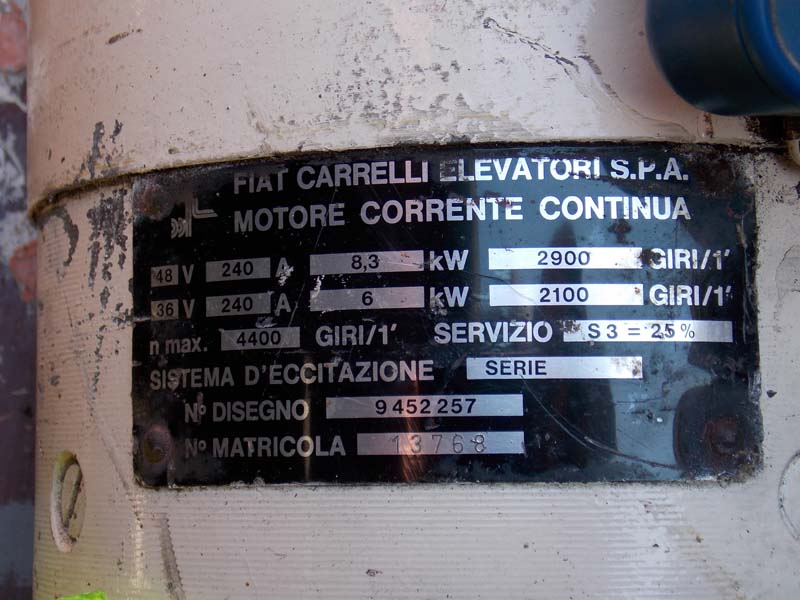 FIAT CARRELLI ELEVATORI S.P.A.
MOTORE CORRENTE CONTINUA
48 V 240 A 8,3 kW 2900 GIRI/1'
36 V 240 A 6 kW 2100 GIRI/1'
n max. 4400 GIRI/1' SERVIZIO S3 = 25%
SISTEMA D'ECCITAZIONE SERIE
Nº DISEGNO 9452257
Nº MATRICOLA 13768